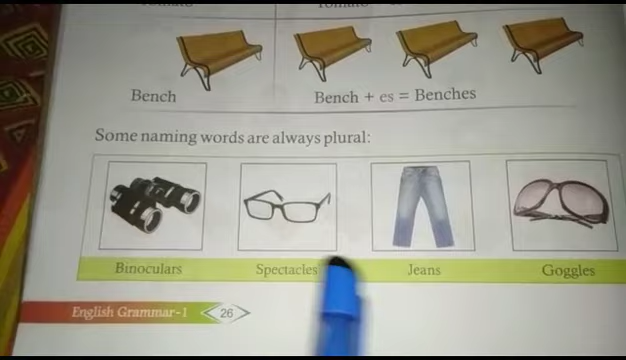 Bench
Bench + es = Benches
Some naming words are always plural:
Binoculars
Spectacles
Jeans
Goggles
English Grammar-1
26